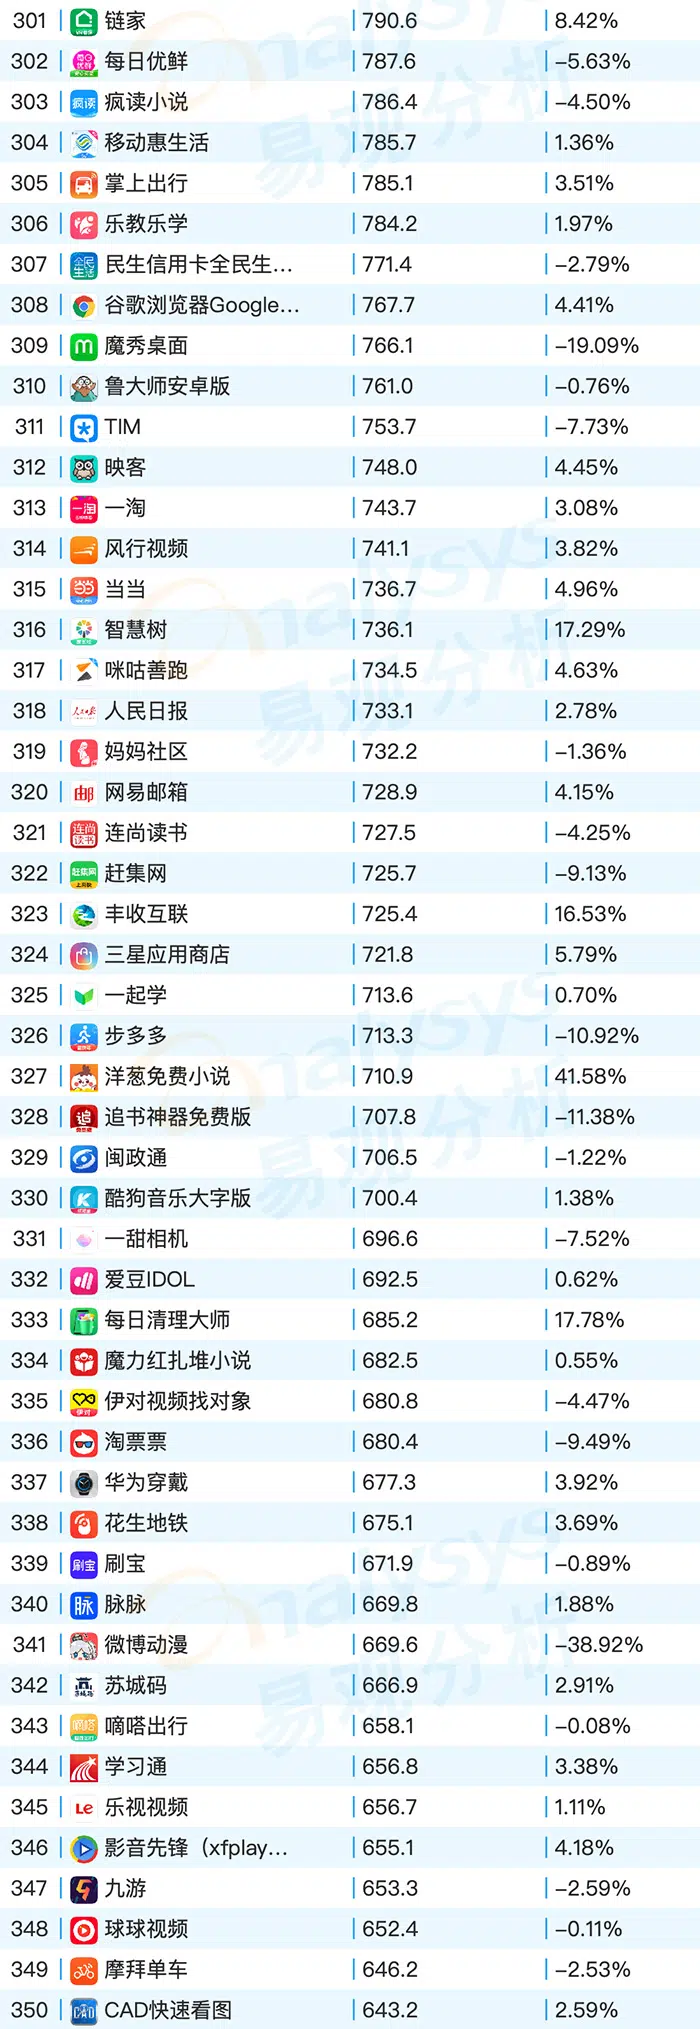 301 链家 790.6 8.42%
302 每日优鲜 787.6 –5.63%
303 疯读小说 786.4 –4.50%
304 移动惠生活 785.7 1.36%
305 掌上出行 785.1 3.51%
306 乐教乐学 784.2 1.97%
307 民生信用卡全民生... 771.4 –2.79%
308 谷歌浏览器Google... 767.7 4.41%
309 魔秀桌面 766.1 –19.09%
310 鲁大师安卓版 761.0 –0.76%
311 TIM 753.7 –7.73%
312 映客 748.0 4.45%
313 一淘 743.7 3.08%
314 风行视频 741.1 3.82%
315 当当 736.7 4.96%
316 智慧树 736.1 17.29%
317 咪咕善跑 734.5 4.63%
318 人民日报 733.1 2.78%
319 妈妈社区 732.2 –1.36%
320 网易邮箱 728.9 4.15%
321 连尚读书 727.5 –4.25%
322 赶集网 725.7 –9.13%
323 丰收互联 725.4 16.53%
324 三星应用商店 721.8 5.79%
325 一起学 713.6 0.70%
326 步多多 713.3 –10.92%
327 洋葱免费小说 710.9 41.58%
328 追书神器免费版 707.8 –11.38%
329 闽政通 706.5 –1.22%
330 酷狗音乐大字版 700.4 1.38%
331 一甜相机 696.6 –7.52%
332 爱豆IDOL 692.5 0.62%
333 每日清理大师 685.2 17.78%
334 魔力红扎堆小说 682.5 0.55%
335 伊对视频找对象 680.8 –4.47%
336 淘票票 680.4 –9.49%
337 华为穿戴 677.3 3.92%
338 花生地铁 675.1 3.69%
339 刷宝 671.9 –0.89%
340 脉脉 669.8 1.88%
341 微博动漫 669.6 –38.92%
342 苏城码 666.9 2.91%
343 嘀嗒出行 658.1 –0.08%
344 学习通 656.8 3.38%
345 乐视视频 656.7 1.11%
346 影音先锋（xfplay... 655.1 4.18%
347 九游 653.3 –2.59%
348 球球视频 652.4 –0.11%
349 摩拜单车 646.2 –2.53%
350 CAD快速看图 643.2 2.59%